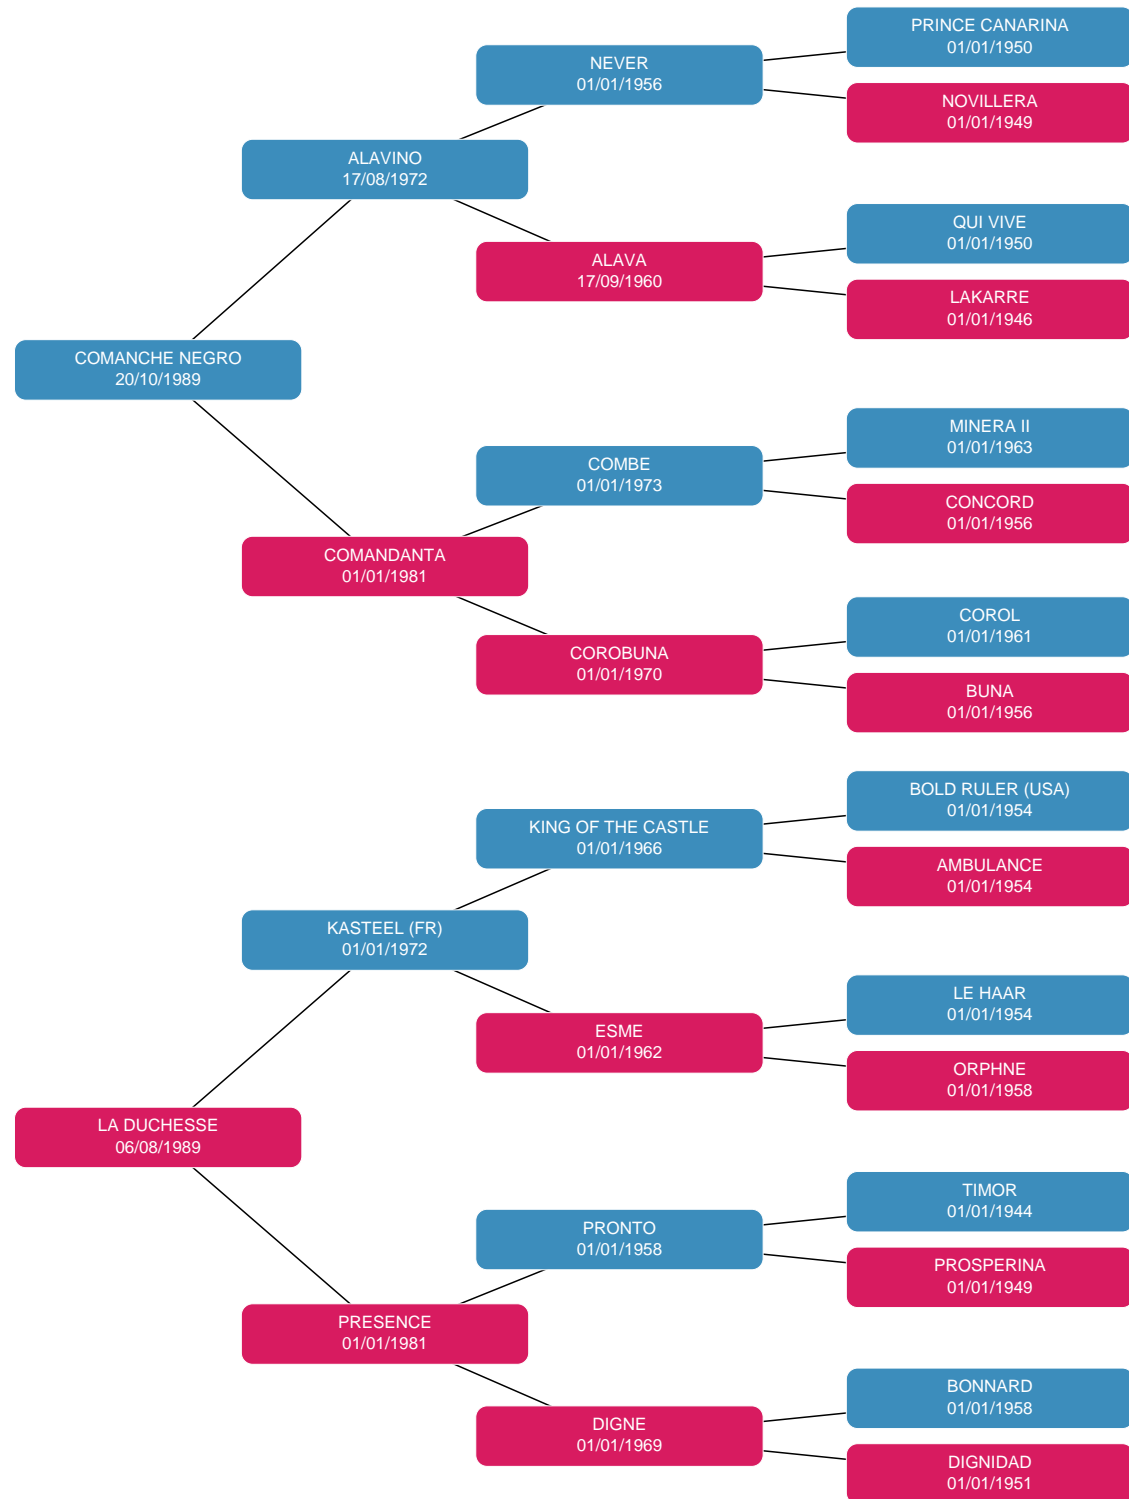 PRINCE CANARINA
01/01/1950
NEVER
01/01/1956
NOVILLERA
01/01/1949
ALAVINO
17/08/1972
QUI VIVE
01/01/1950
ALAVA
17/09/1960
LAKARRE
01/01/1946
COMANCHE NEGRO
20/10/1989
MINERA II
01/01/1963
COMBE
01/01/1973
CONCORD
01/01/1956
COMANDANTA
01/01/1981
COROL
01/01/1961
COROBUNA
01/01/1970
BUNA
01/01/1956
BOLD RULER (USA)
01/01/1954
KING OF THE CASTLE
01/01/1966
AMBULANCE
01/01/1954
KASTEEL (FR)
01/01/1972
LE HAAR
01/01/1954
ESME
01/01/1962
ORPHNE
01/01/1958
LA DUCHESSE
06/08/1989
TIMOR
01/01/1944
PRONTO
01/01/1958
PROSPERINA
01/01/1949
PRESENCE
01/01/1981
BONNARD
01/01/1958
DIGNE
01/01/1969
DIGNIDAD
01/01/1951